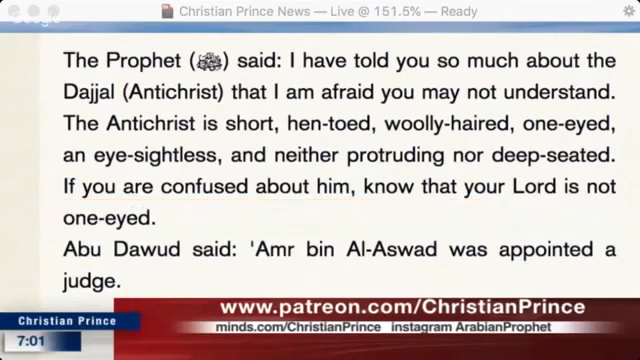 Christian Prince News — Live @ 151.5% — Ready
Google
The Prophet (ﷺ) said: I have told you so much about the
Dajjal (Antichrist) that I am afraid you may not understand.
The Antichrist is short, hen-toed, woolly-haired, one-eyed,
an eye-sightless, and neither protruding nor deep-seated.
If you are confused about him, know that your Lord is not
one-eyed.
Abu Dawud said: 'Amr bin Al-Aswad was appointed a
judge.
www.patreon.com/ChristianPrince
Christian Prince
minds.com/ChristianPrince instagram ArabianProphet
7:01